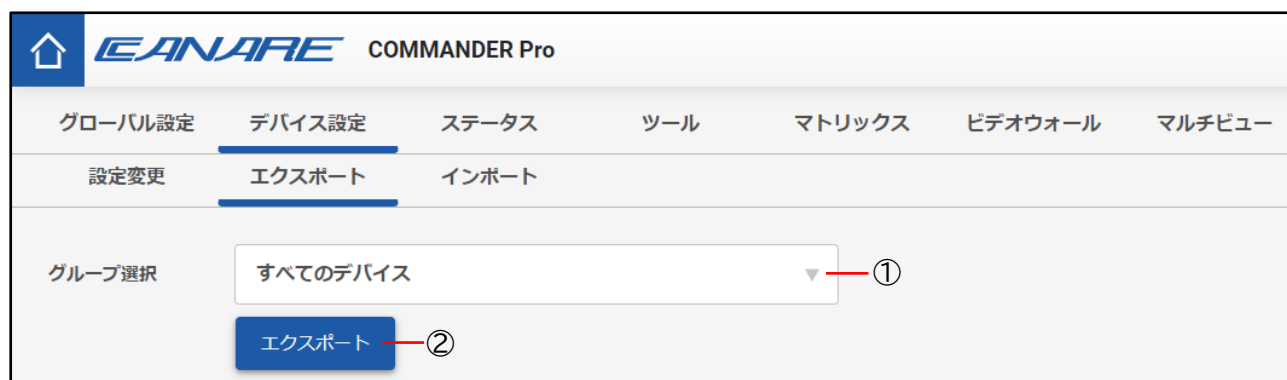 CANARE COMMANDER Pro
グローバル設定 デバイス設定 ステータス ツール マトリックス ビデオウォール マルチビュー
設定変更 エクスポート インポート
グループ選択 すべてのデバイス ▼ ①
エクスポート ②